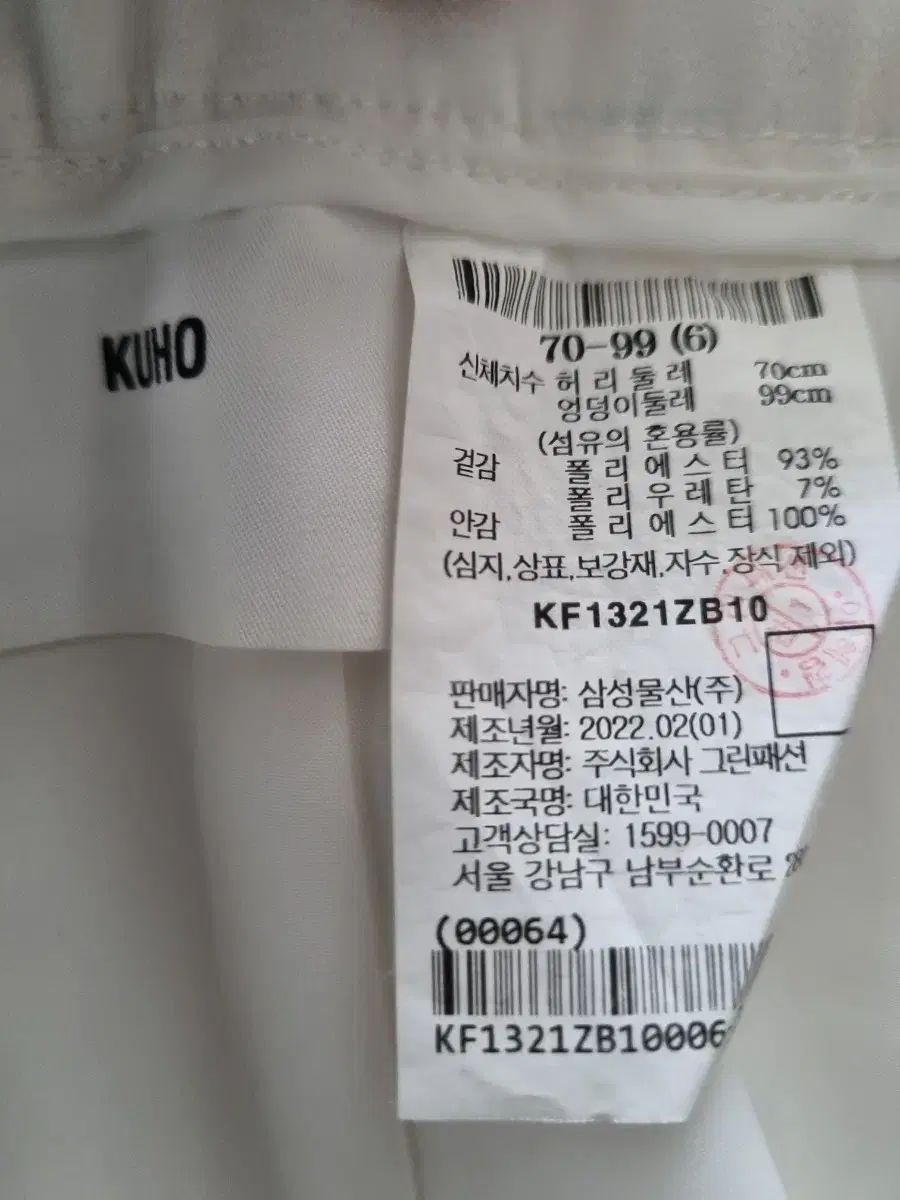 KUHO
70-99 (6)
신체치수 허 리 둘 레 70cm
엉덩이둘레 99cm
(섬유의 혼용률)
겉감 폴 리 에 스 터 93%
폴 리 우 레 탄 7%
안감 폴 리 에 스 터 100%
(심지,상표,보강재,자수,장식 제외)
KF1321ZB10
판매자명: 삼성물산(주)
제조년월: 2022.02(01)
제조자명: 주식회사 그린패션
제조국명: 대한민국
고객상담실: 1599-0007
서울 강남구 남부순환로
(00064)
KF1321ZB10006